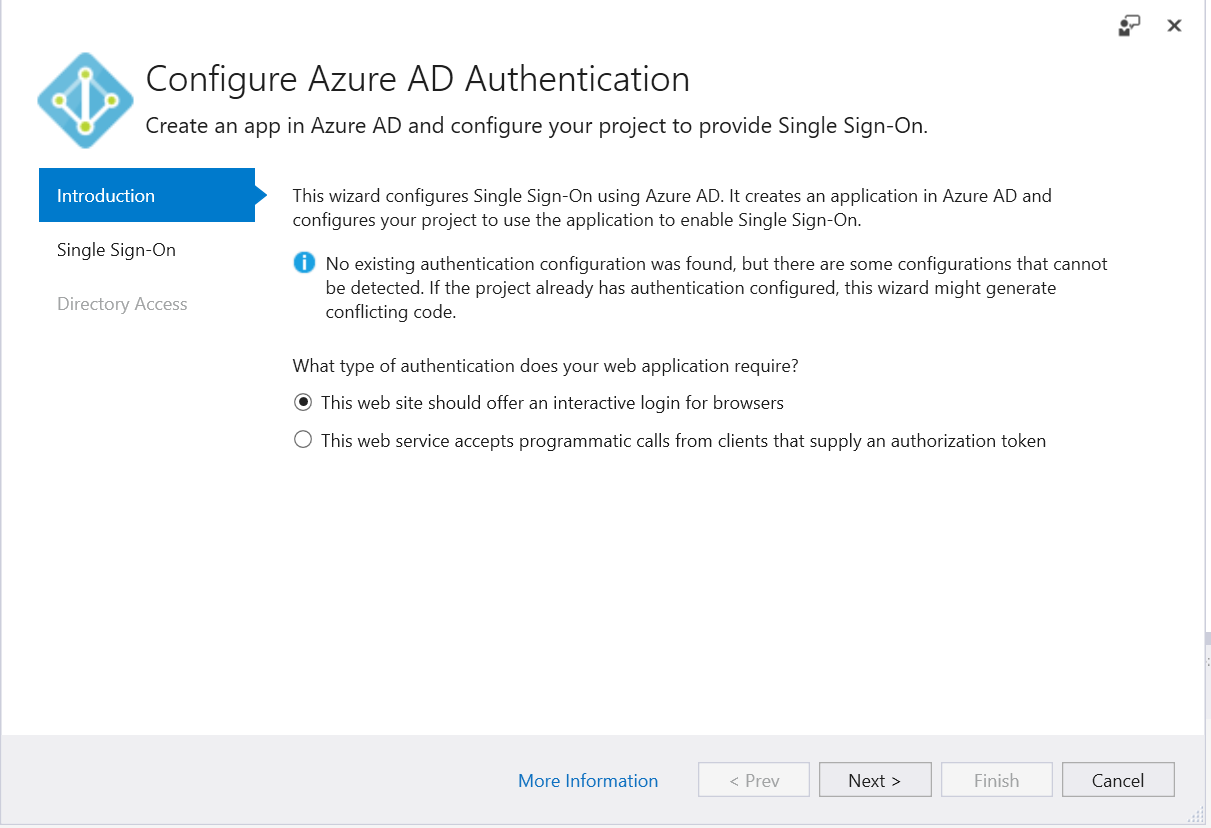 Configure Azure AD Authentication
Create an app in Azure AD and configure your project to provide Single Sign-On.
Introduction
Single Sign-On
Directory Access
This wizard configures Single Sign-On using Azure AD. It creates an application in Azure AD and
configures your project to use the application to enable Single Sign-On.
No existing authentication configuration was found, but there are some configurations that cannot
be detected. If the project already has authentication configured, this wizard might generate
conflicting code.
What type of authentication does your web application require?
This web site should offer an interactive login for browsers
This web service accepts programmatic calls from clients that supply an authorization token
More Information
< Prev
Next >
Finish
Cancel